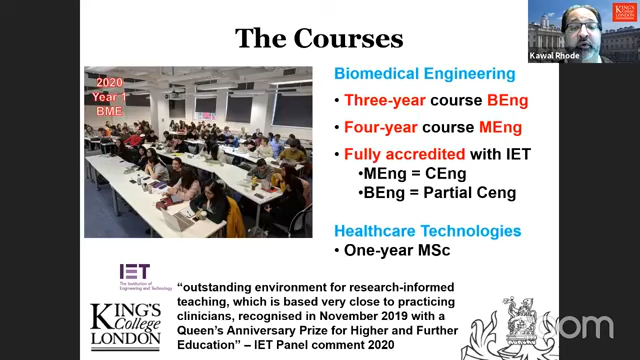 The Courses
KING'S
College
LONDON
Kawal Rhode
2020
Year 1
BME
Biomedical Engineering
• Three-year course BEng
• Four-year course MEng
• Fully accredited with IET
•MEng = CEng
•BEng = Partial Ceng
Healthcare Technologies
• One-year MSc
IET
The Institution of
Engineering and Technology
KING'S
College
LONDON
“outstanding environment for research-informed
teaching, which is based very close to practicing
clinicians, recognised in November 2019 with a
Queen’s Anniversary Prize for Higher and Further
Education” – IET Panel comment 2020